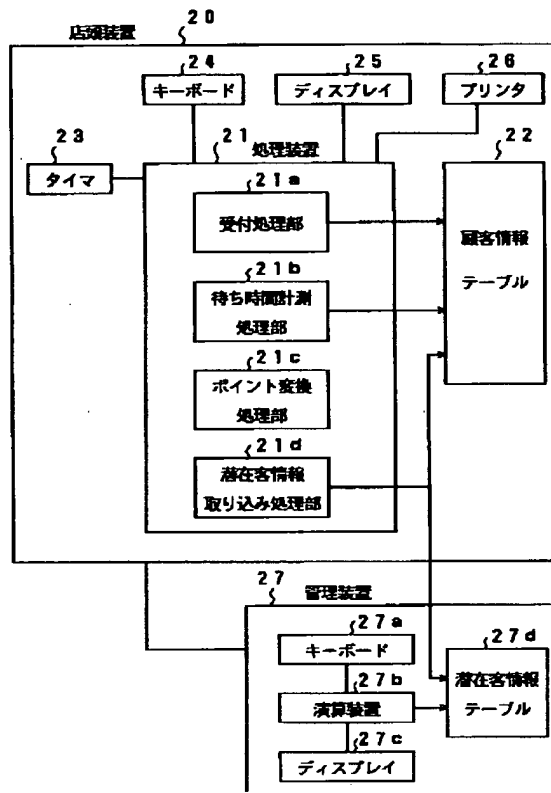 店頭装置
20
24
キーボード
25
ディスプレイ
26
プリンタ
23
タイマ
21
処理装置
22
顧客情報
テーブル
21a
受付処理部
21b
待ち時間計測
処理部
21c
ポイント変換
処理部
21d
潜在客情報
取り込み処理部
27
管理装置
27a
キーボード
27b
演算装置
27c
ディスプレイ
27d
潜在客情報
テーブル